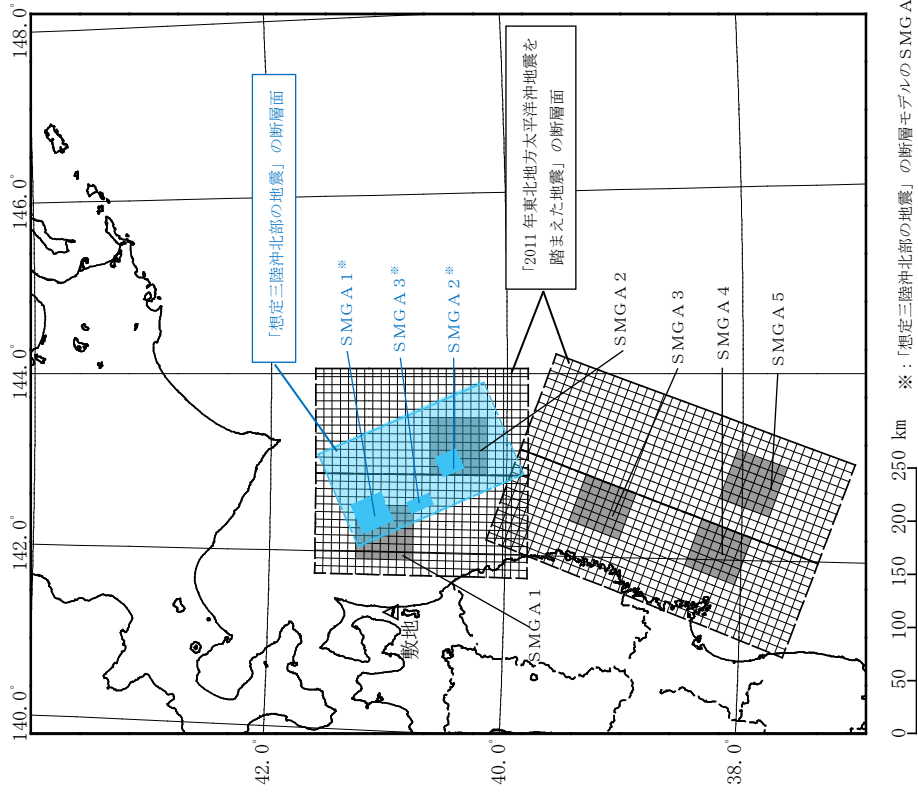 140.0°
142.0°
144.0°
146.0°
148.0°
42.0°
40.0°
38.0°
「想定三陸沖北部の地震」の断層面
「2011年東北地方太平洋沖地震を
踏まえた地震」の断層面
SMGA1※
SMGA3※
SMGA2※
SMGA2
SMGA3
SMGA4
SMGA5
SMGA1
敷地
0 50 100 150 200 250 km
※：「想定三陸沖北部の地震」の断層モデルのSMGA